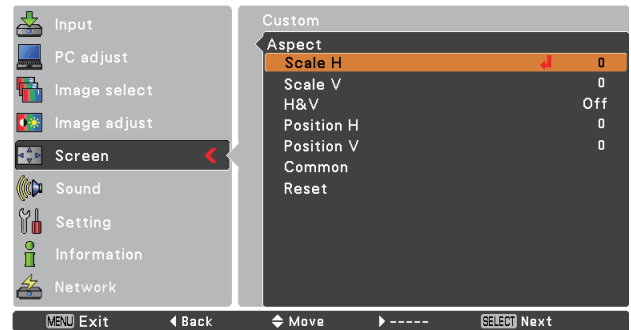 Input
PC adjust
Image select
Image adjust
Screen
Sound
Setting
Information
Network
Custom
Aspect
Scale H 0
Scale V 0
H&V Off
Position H 0
Position V 0
Common
Reset
MENU Exit Back Move ----- SELECT Next